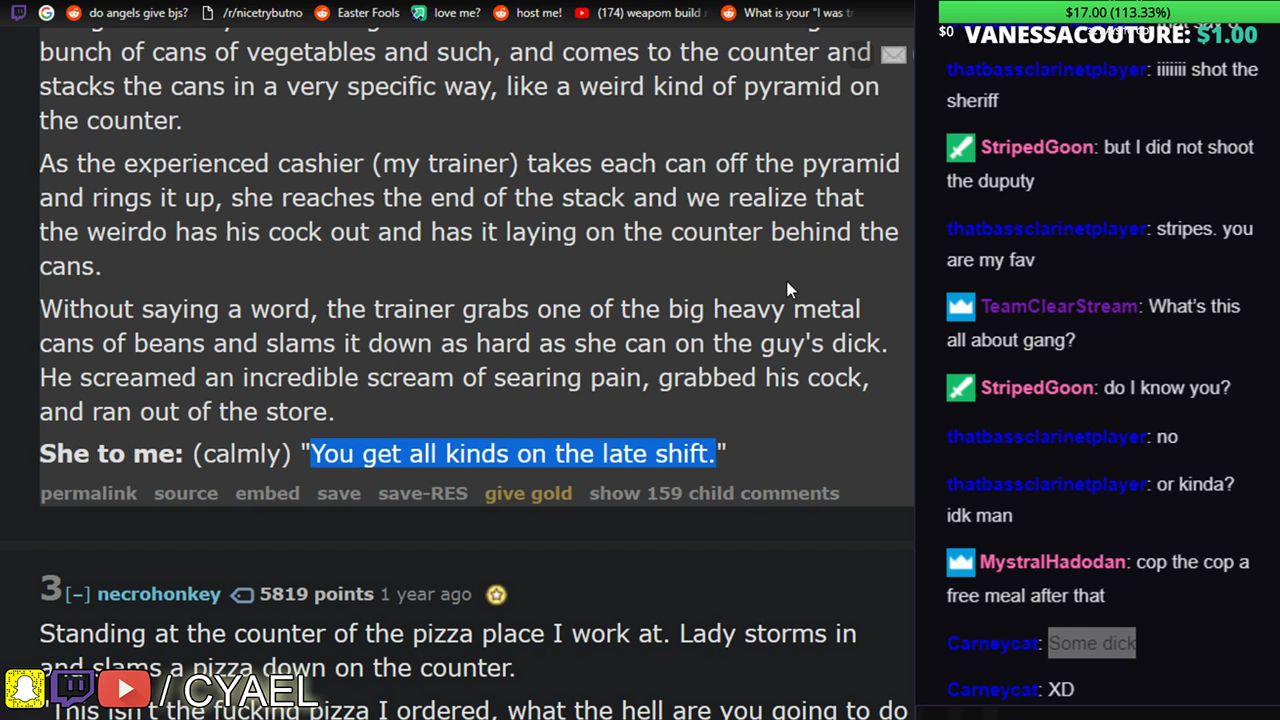 do angels give bjs?
/r/nicetrybutno
Easter Fools
love me?
host me!
(174) weapom build
What is your "I was t
bunch of cans of vegetables and such, and comes to the counter and
stacks the cans in a very specific way, like a weird kind of pyramid on
the counter.
As the experienced cashier (my trainer) takes each can off the pyramid
and rings it up, she reaches the end of the stack and we realize that
the weirdo has his cock out and has it laying on the counter behind the
cans.
Without saying a word, the trainer grabs one of the big heavy metal
cans of beans and slams it down as hard as she can on the guy's dick.
He screamed an incredible scream of searing pain, grabbed his cock,
and ran out of the store.
She to me: (calmly) "You get all kinds on the late shift."
permalink source embed save save-RES give gold show 159 child comments
3 [–] necrohonkey 5819 points 1 year ago
Standing at the counter of the pizza place I work at. Lady storms in
and slams a pizza down on the counter.
"This isn't the fucking pizza I ordered, what the hell are you going to do
/ CYAEL
$17.00 (113.33%)
$0
VANESSACOUTURE: $1.00
thatbassclarinetplayer: iiiiiii shot the
sheriff
StripedGoon: but I did not shoot
the duputy
thatbassclarinetplayer: stripes. you
are my fav
TeamClearStream: What's this
all about gang?
StripedGoon: do I know you?
thatbassclarinetplayer: no
thatbassclarinetplayer: or kinda?
idk man
MystralHadodan: cop the cop a
free meal after that
Carneycat: Some dick
Carneycat: XD